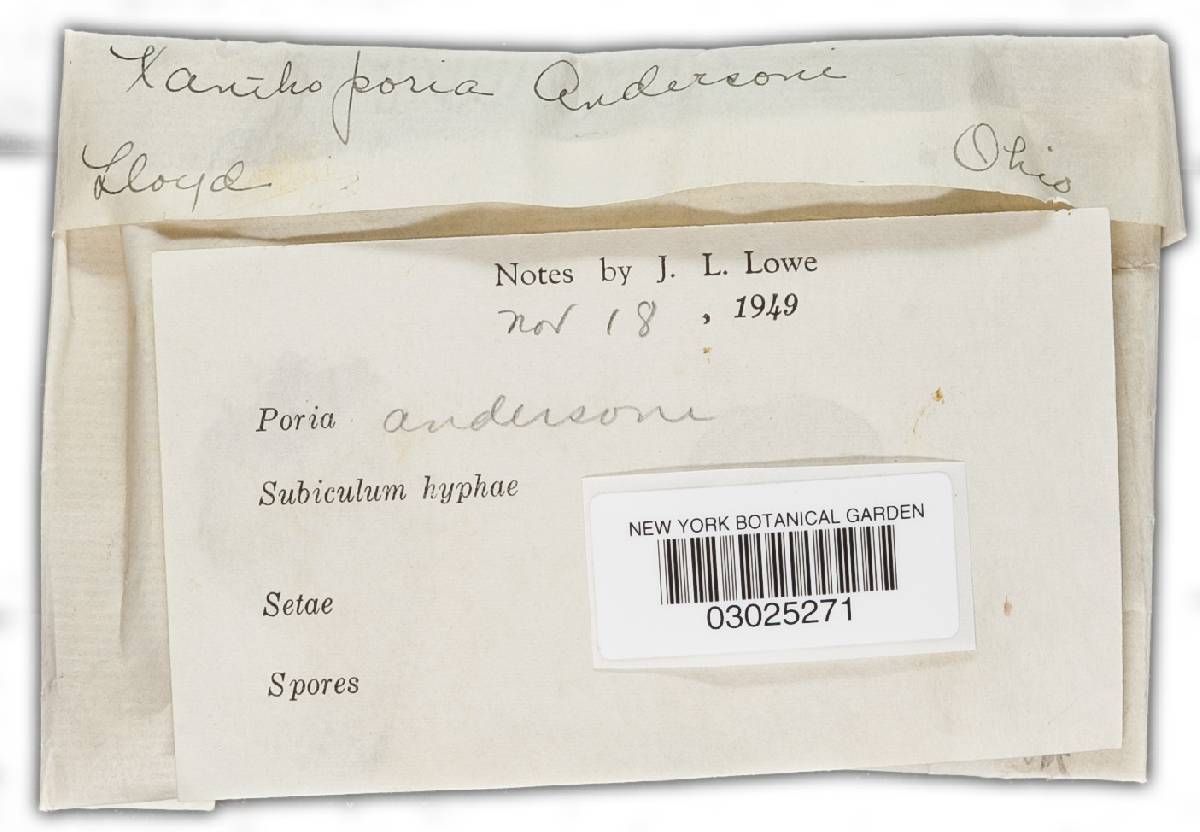 Xanthoporia Andersoni
Lloyd Ohio
Notes by J. L. Lowe
Nov 18, 1949
Poria andersoni
Subiculum hyphae
NEW YORK BOTANICAL GARDEN
03025271
Setae
Spores